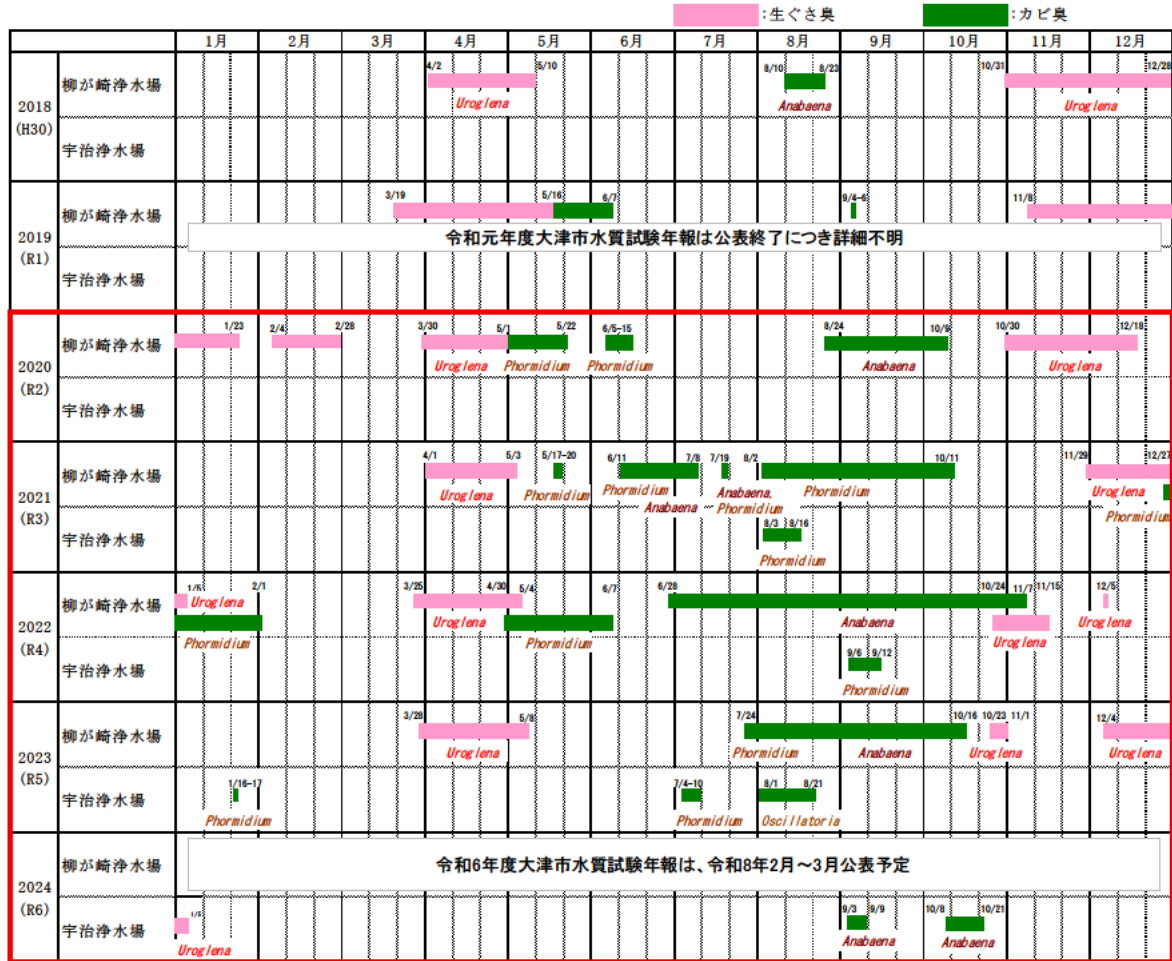 :生ぐさ臭 :カビ臭
1月 2月 3月 4月 5月 6月 7月 8月 9月 10月 11月 12月
4/2 5/10 8/10 8/23 10/31 12/28
柳が崎浄水場
Uroglena Anabaena Uroglena
2018
(H30)
宇治浄水場
3/19 5/16 6/7 9/4-6 11/8
柳が崎浄水場
2019
(R1)
令和元年度大津市水質試験年報は公表終了につき詳細不明
宇治浄水場
1/23 2/4 2/28 3/30 5/1 5/22 6/5-15 8/24 10/9 10/30 12/18
柳が崎浄水場
Uroglena Phormidium Phormidium Anabaena Uroglena
2020
(R2)
宇治浄水場
4/1 5/3 5/17-20 6/11 7/8 7/19 8/2 10/11 11/29 12/27
柳が崎浄水場
Uroglena Phormidium Phormidium Anabaena, Phormidium Uroglena
Anabaena Phormidium Phormidium
2021
(R3)
8/3 8/16
宇治浄水場
Phormidium
1/5 2/1 3/25 4/30 5/4 6/7 6/28 10/24 11/7 11/15 12/5
柳が崎浄水場
Uroglena
Uroglena Anabaena Uroglena
Phormidium Phormidium Uroglena
2022
(R4)
9/6 9/12
宇治浄水場
Phormidium
3/28 5/8 7/24 10/16 10/23 11/1 12/4
柳が崎浄水場
Uroglena Phormidium Anabaena Uroglena Uroglena
2023
(R5)
1/16-17 7/4-10 8/1 8/21
宇治浄水場
Phormidium Phormidium Oscillatoria
柳が崎浄水場
令和6年度大津市水質試験年報は、令和8年2月～3月公表予定
2024
(R6)
1/5 9/3 9/9 10/8 10/21
宇治浄水場
Uroglena Anabaena Anabaena